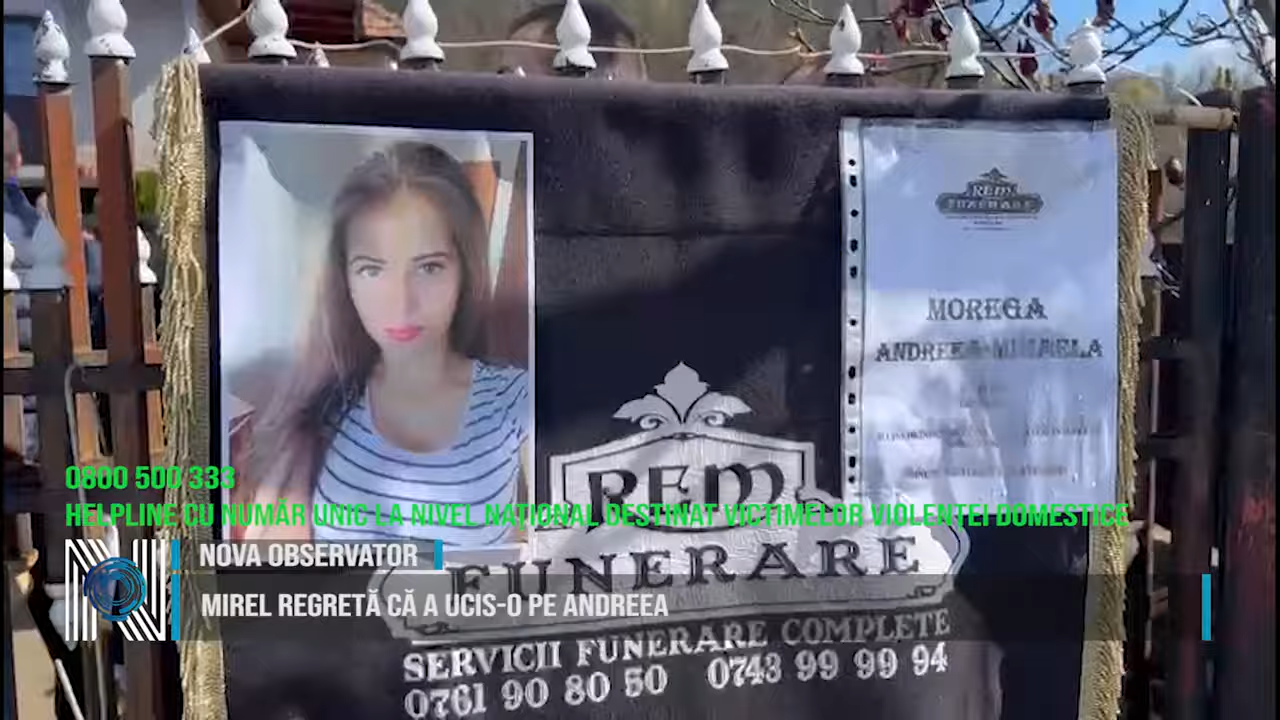 REM
FUNERARE
MOREGA
ANDREEA-MIHAELA
REM
FUNERARE
SERVICII FUNERARE COMPLETE
0761 90 80 50 0743 99 99 94
0800 500 333
HELPLINE CU NUMĂR UNIC LA NIVEL NAȚIONAL DESTINAT VICTIMELOR VIOLENȚEI DOMESTICE
NOVA OBSERVATOR
MIREL REGRETĂ CĂ A UCIS-O PE ANDREEA